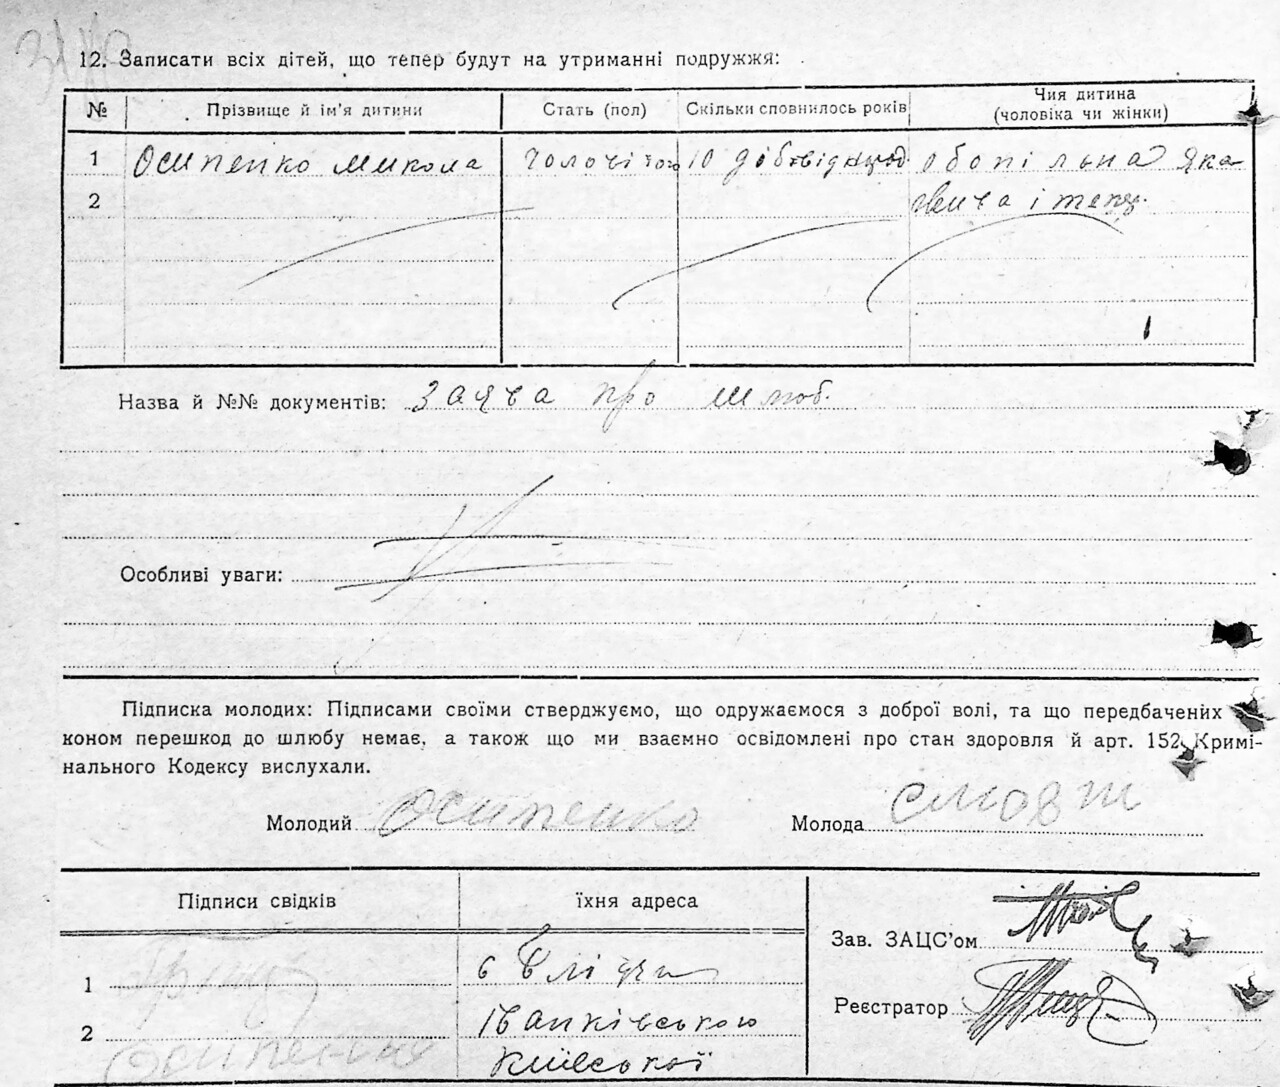 12. Записати всіх дітей, що тепер будут на утриманні подружжя:
№ Прізвище й ім'я дитини Стать (пол) Скільки сповнилось років Чия дитина (чоловіка чи жінки)
1 Осипенко Микола 10 обопільна яка
2
Назва й №№ документів: Заява про шлюб.
Особливі уваги:
Підписка молодих: Підписами своїми стверджуємо, що одружаємося з доброї волі, та що передбачених
коном перешкод до шлюбу немає, а також що ми взаємно освідомлені про стан здоровля й арт. 152 Кримі-
нального Кодексу вислухали.
Молодий Осипенко Молода
Підписи свідків їхня адреса
Зав. ЗАЦС'ом
1
Реєстратор
2 Осипенко Іванківською
Київської